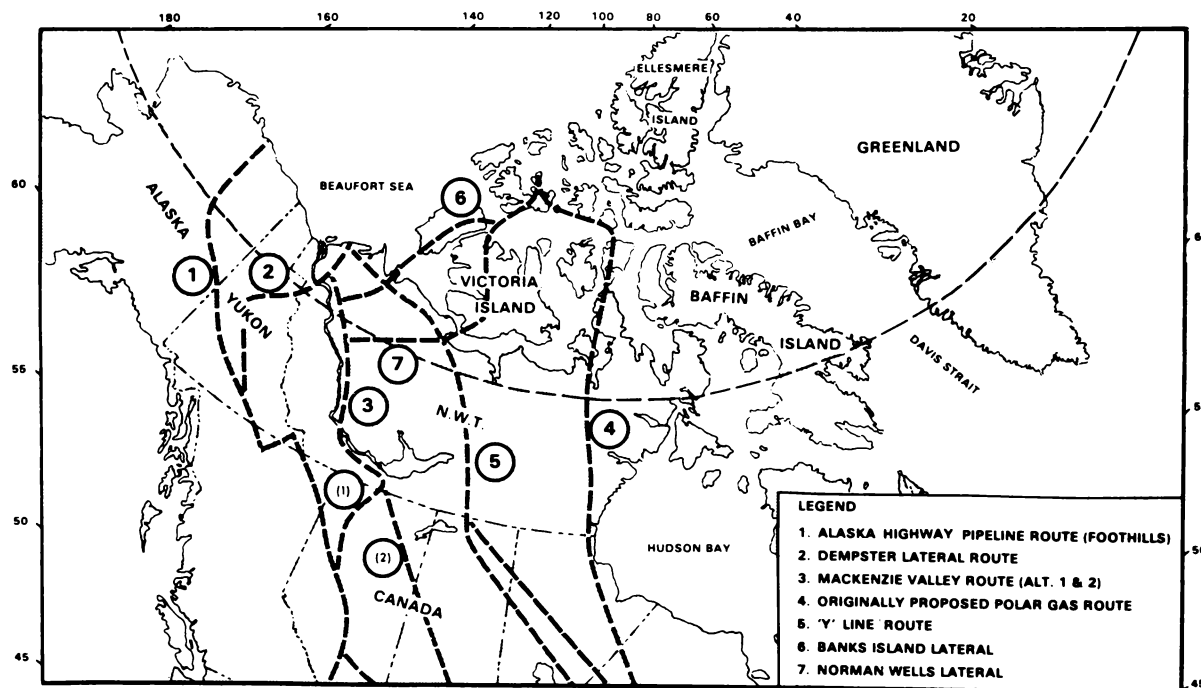 180 160 140 120 100 80 60 40 20
ELLESMERE
ISLAND
GREENLAND
60
ALASKA
BEAUFORT SEA
6
BAFFIN BAY
6
1
2
VICTORIA
ISLAND
YUKON
BAFFIN
ISLAND
DAVIS STRAIT
55
7
3
N.W.T.
4
5
5
(1)
50
(2)
HUDSON BAY
CANADA
45
LEGEND
1. ALASKA HIGHWAY PIPELINE ROUTE (FOOTHILLS)
2. DEMPSTER LATERAL ROUTE
50
3. MACKENZIE VALLEY ROUTE (ALT. 1 & 2)
4. ORIGINALLY PROPOSED POLAR GAS ROUTE
5. 'Y' LINE ROUTE
6. BANKS ISLAND LATERAL
7. NORMAN WELLS LATERAL